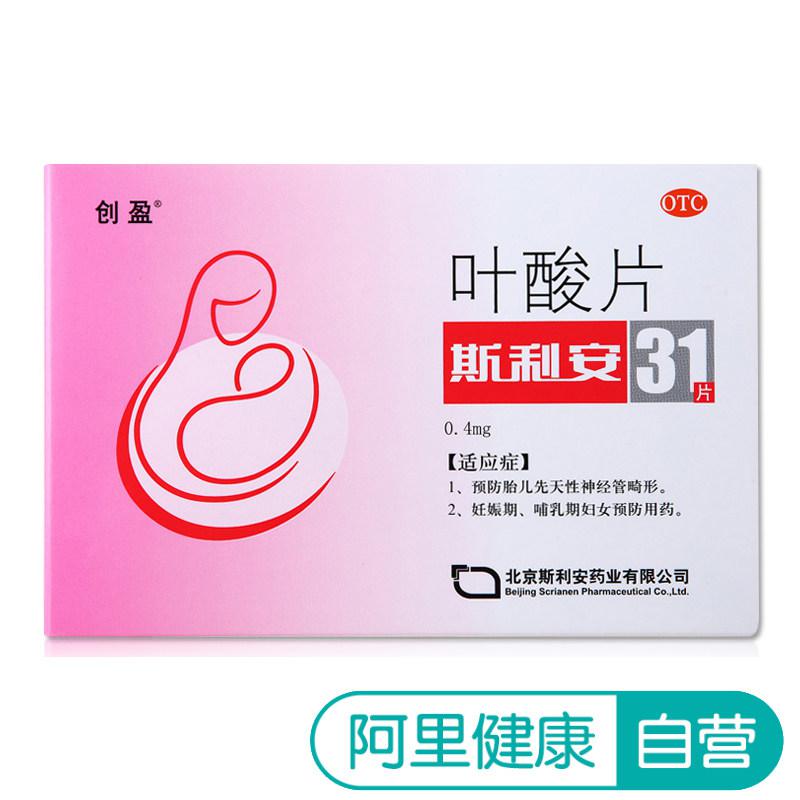 创盈®
OTC
叶酸片
斯利安 31片
0.4mg
【适应症】
1、预防胎儿先天性神经管畸形。
2、妊娠期、哺乳期妇女预防用药。
北京斯利安药业有限公司
Beijing Scrianen Pharmaceutical Co.,Ltd.
阿里健康 自营